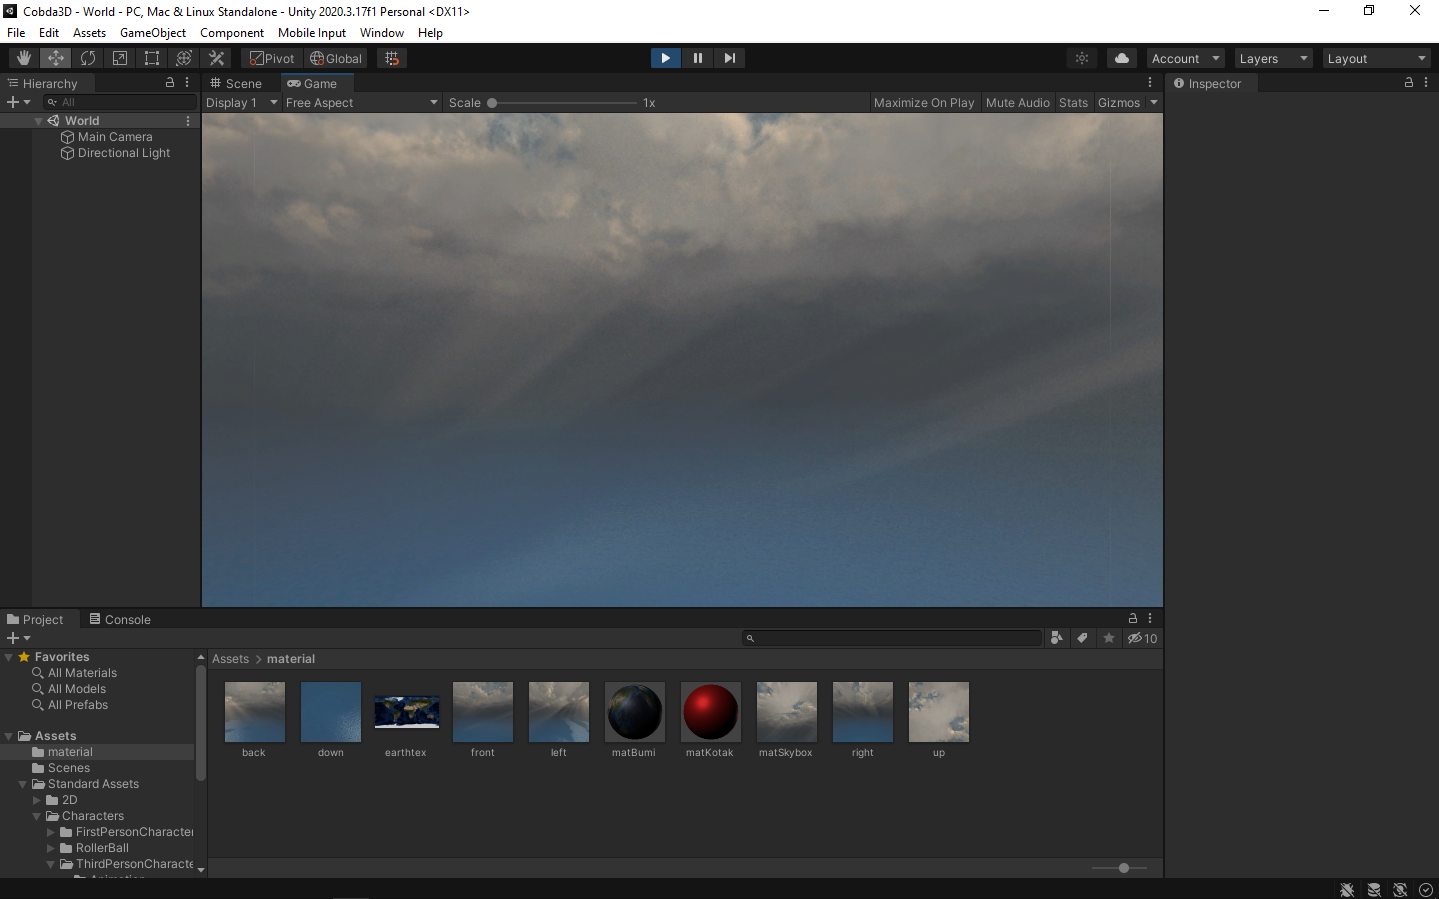 Cobda3D - World - PC, Mac & Linux Standalone - Unity 2020.3.17f1 Personal <DX11>
File Edit Assets GameObject Component Mobile Input Window Help
Pivot Global Account Layers Layout
Hierarchy Scene Game Inspector
All Display 1 Free Aspect Scale 1x Maximize On Play Mute Audio Stats Gizmos
World
Main Camera
Directional Light
Project Console
10
Favorites Assets > material
All Materials
All Models
All Prefabs
Assets
material back down earthtex front left matBumi matKotak matSkybox right up
Scenes
Standard Assets
2D
Characters
FirstPersonCharacter
RollerBall
ThirdPersonCharacte